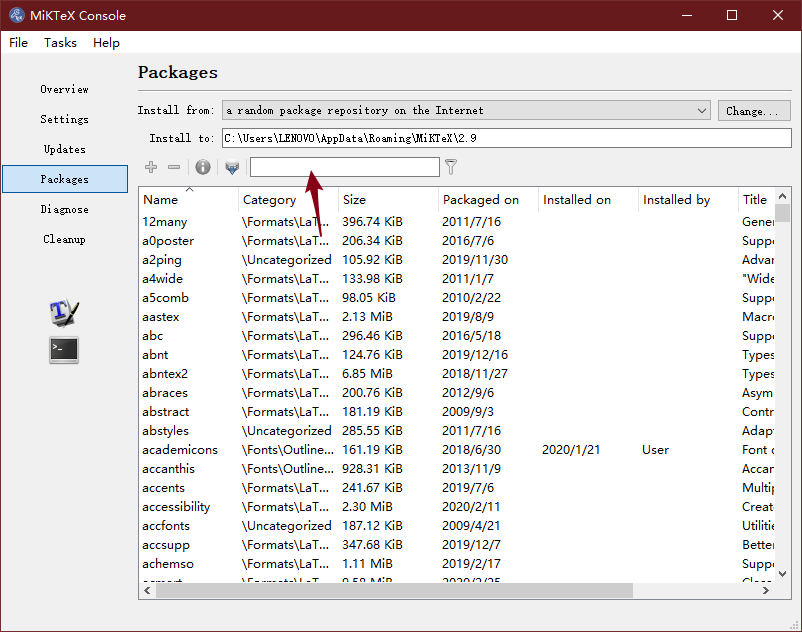 MiKTeX Console
File Tasks Help
Packages
Overview
Settings
Updates
Packages
Diagnose
Cleanup
Install from: a random package repository on the Internet Change...
Install to: C:\Users\LENOVO\AppData\Roaming\MiKTeX\2.9
Name Category Size Packaged on Installed on Installed by Title
12many \Formats\LaT... 396.74 KiB 2011/7/16 Gener
a0poster \Formats\LaT... 206.34 KiB 2016/7/6 Suppo
a2ping \Uncategorized 105.92 KiB 2019/11/30 Advan
a4wide \Formats\LaT... 133.98 KiB 2011/1/7 "Wide
a5comb \Formats\LaT... 98.05 KiB 2010/2/22 Suppo
aastex \Formats\LaT... 2.13 MiB 2019/8/9 Macro
abc \Formats\LaT... 296.46 KiB 2016/5/18 Suppo
abnt \Formats\LaT... 124.76 KiB 2019/12/16 Types
abntex2 \Formats\LaT... 6.85 MiB 2018/11/27 Types
abraces \Formats\LaT... 200.76 KiB 2012/9/6 Asym
abstract \Formats\LaT... 181.19 KiB 2009/9/3 Contr
abstyles \Uncategorized 285.55 KiB 2011/7/16 Adap
academicons \Fonts\Outline... 161.19 KiB 2018/6/30 2020/1/21 User Font
accanthis \Fonts\Outline... 928.31 KiB 2013/11/9 Accan
accents \Formats\LaT... 241.67 KiB 2019/7/6 Multip
accessibility \Formats\LaT... 2.30 MiB 2020/2/11 Create
accfonts \Uncategorized 187.12 KiB 2009/4/21 Utilitie
accsupp \Formats\LaT... 347.68 KiB 2019/12/7 Better
achemso \Formats\LaT... 1.11 MiB 2019/2/17 Suppo